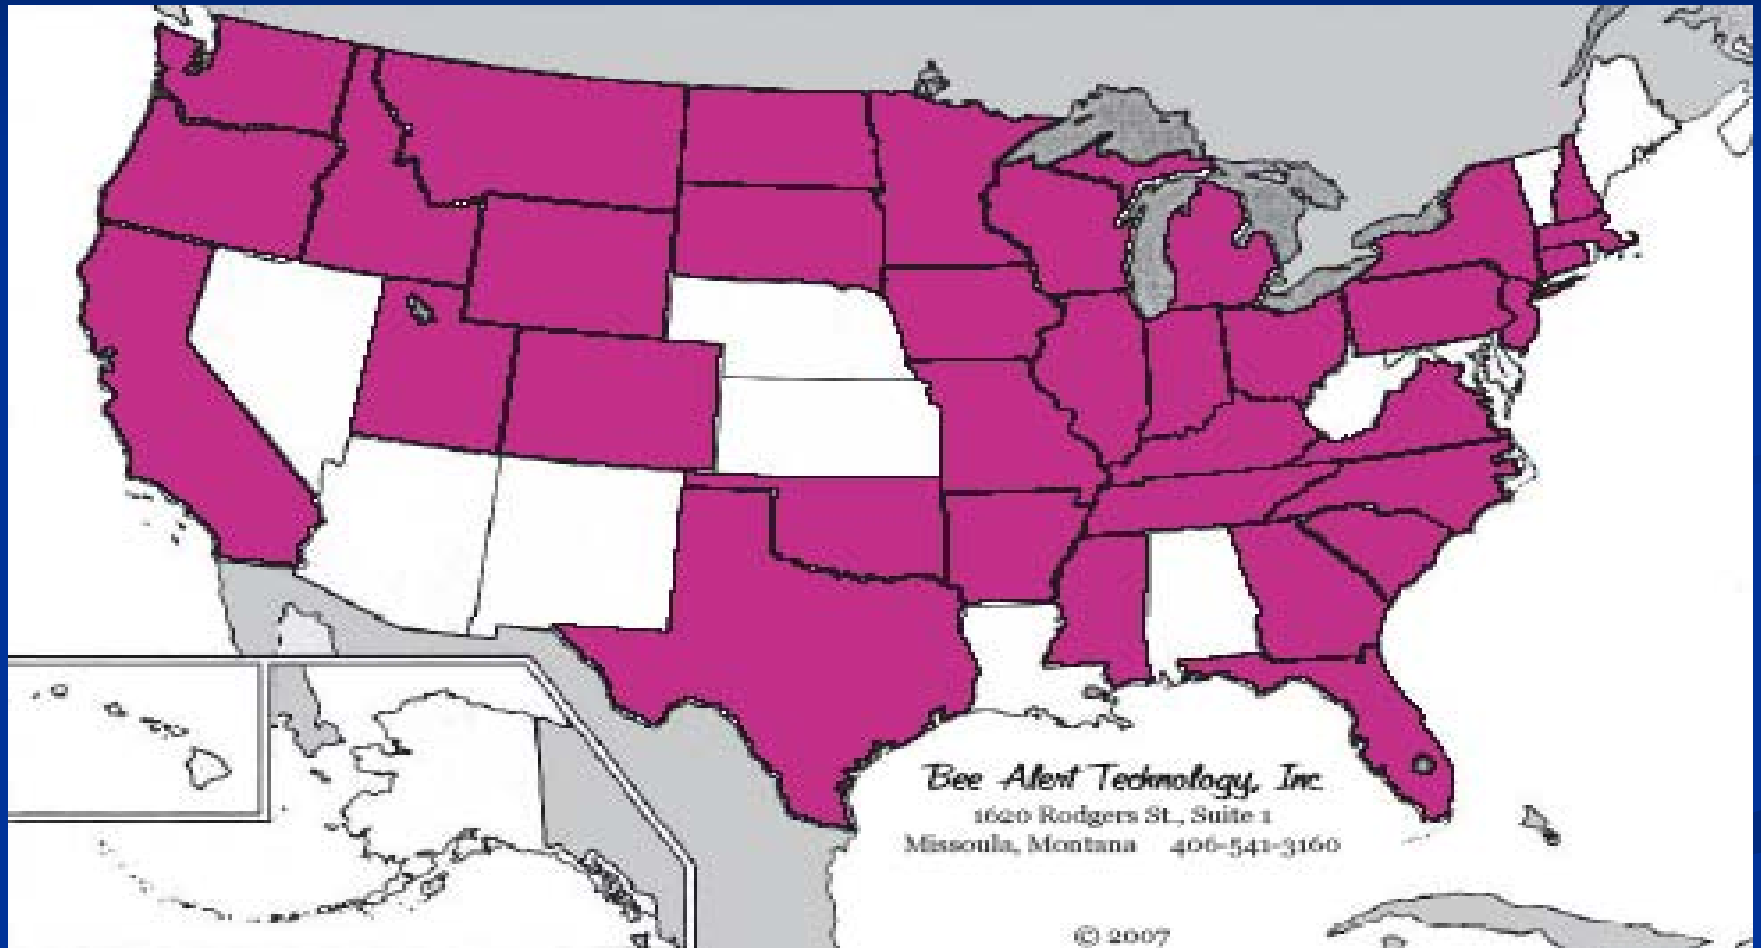 Bee Alert Technology, Inc
1620 Rodgers St., Suite 1
Missoula, Montana 406-541-3160
© 2007